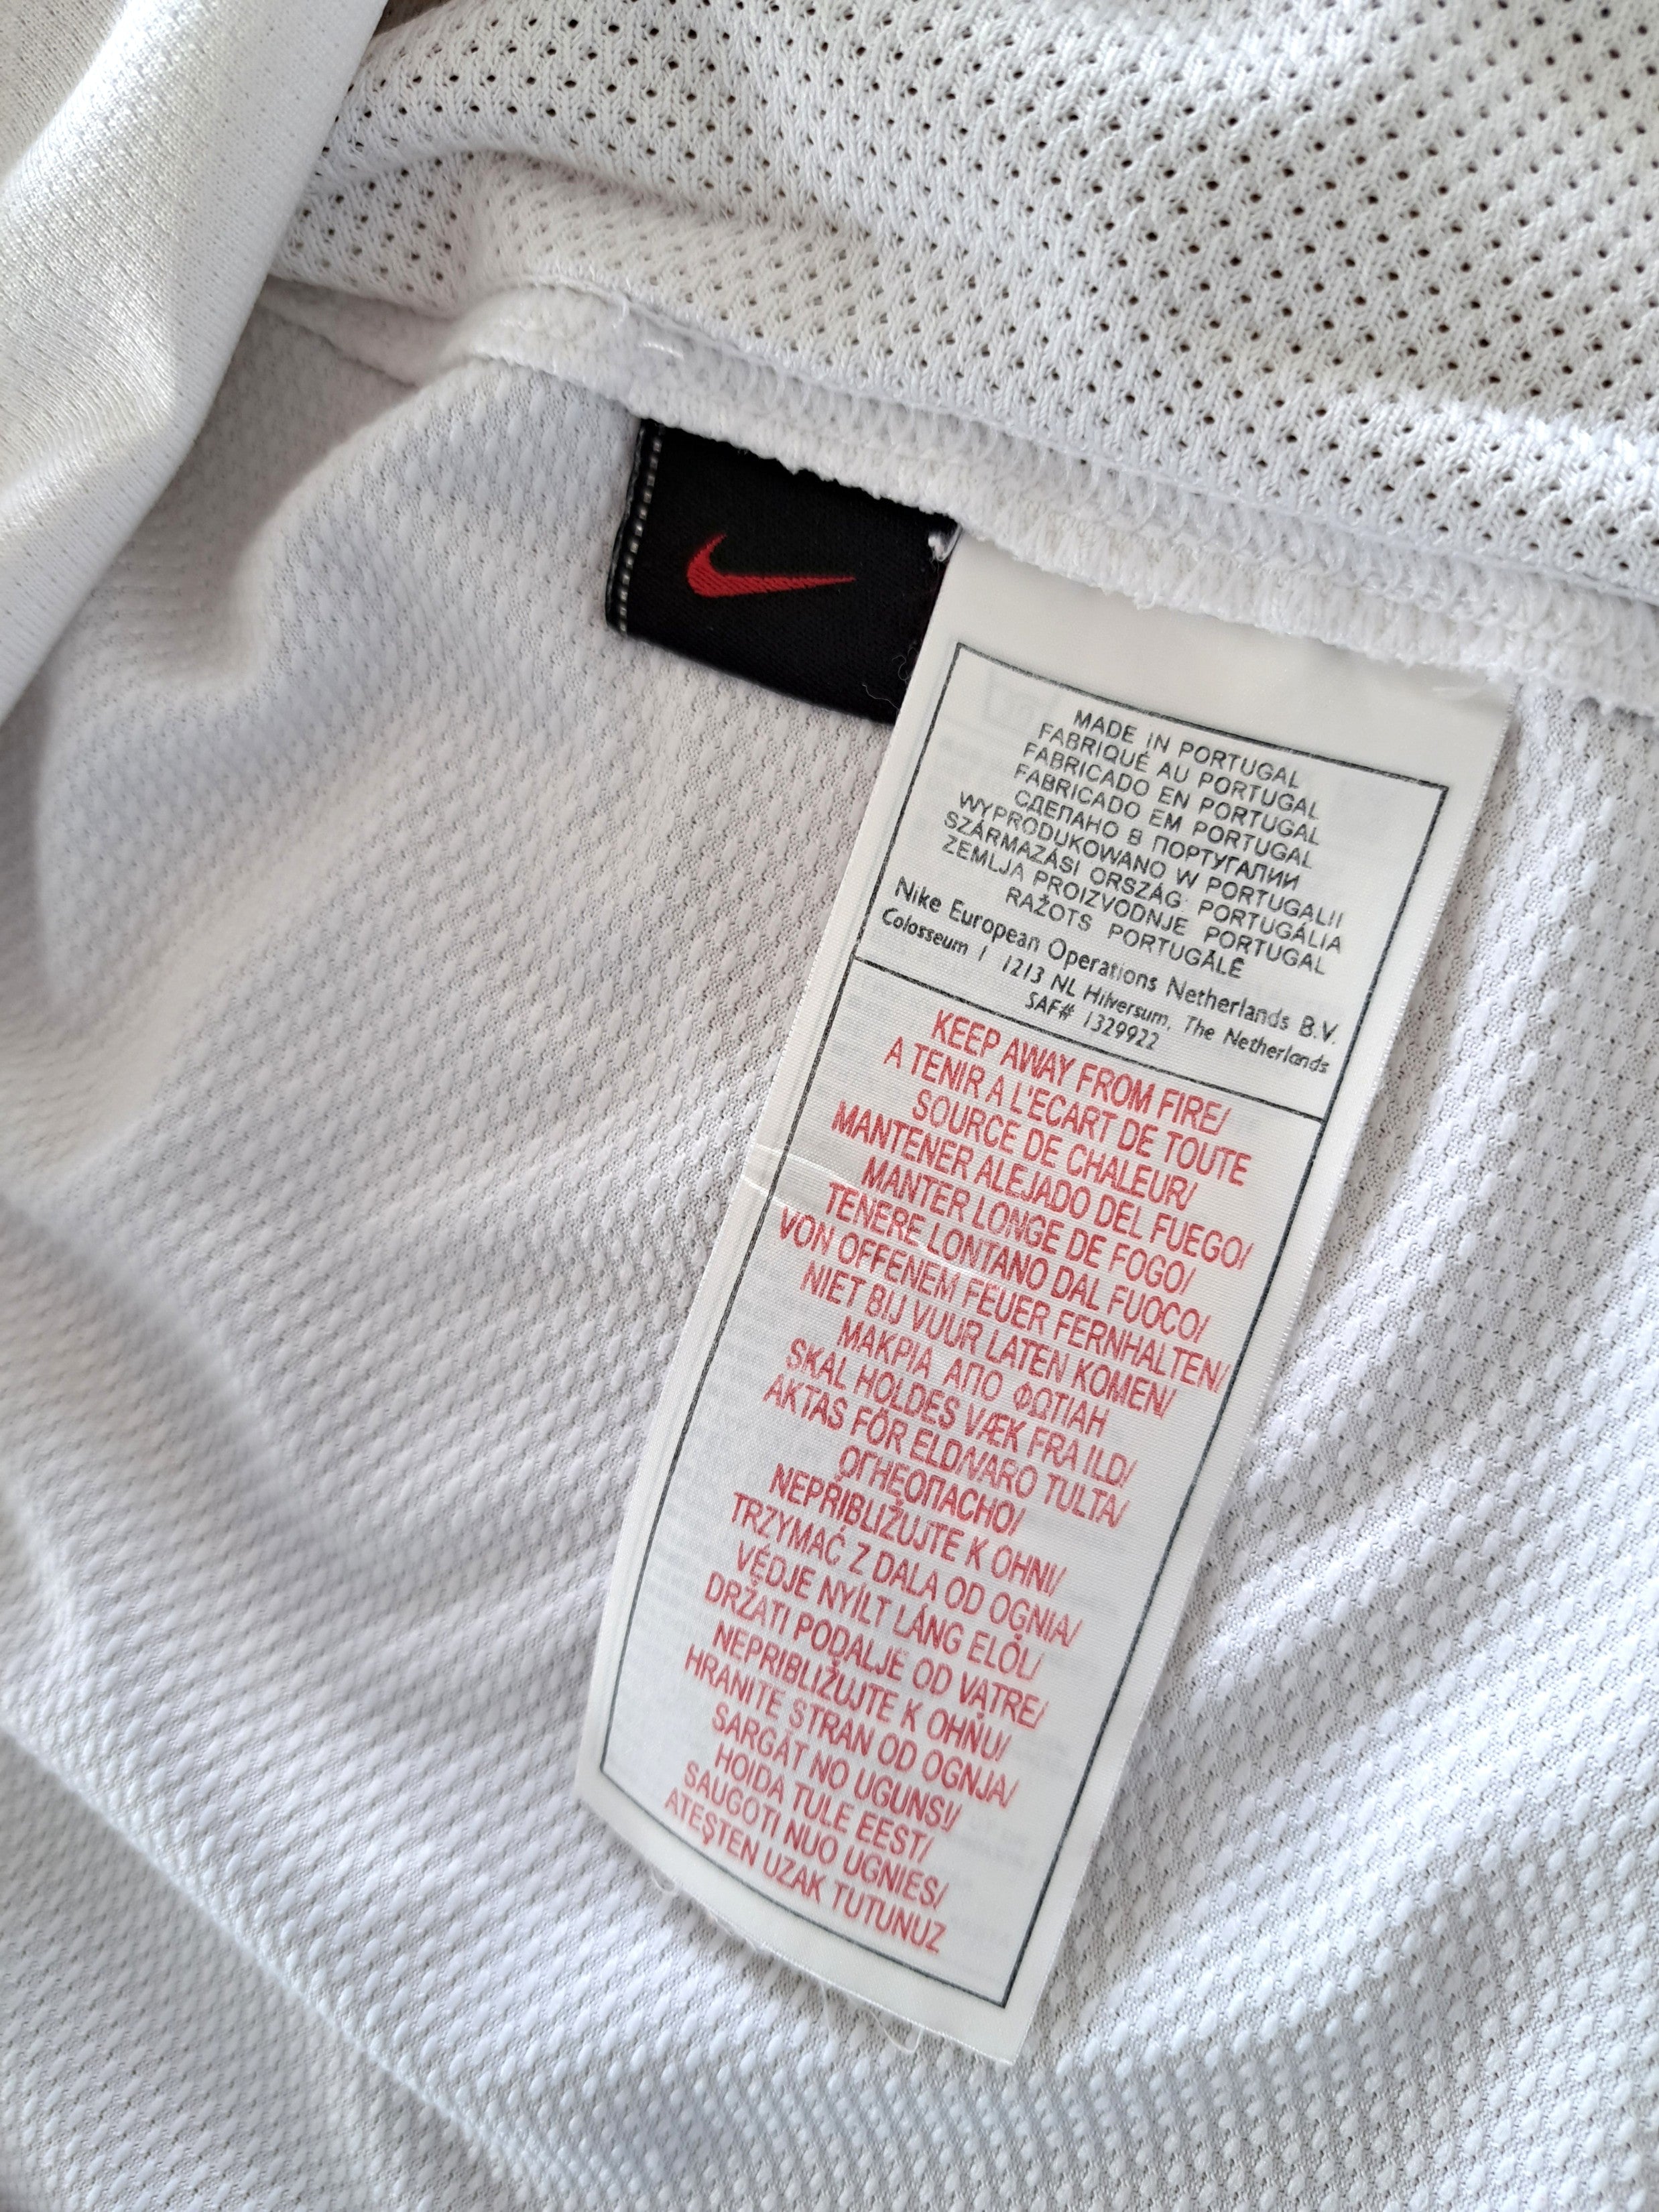 MADE IN PORTUGAL
FABRIQUÉ AU PORTUGAL
FABRICADO EN PORTUGAL
FABRICADO EM PORTUGAL
СДЕЛАНО В ПОРТУГАЛИИ
WYPRODUKOWANO W PORTUGALII
SZÁRMAZÁSI ORSZÁG PORTUGÁLIA
ZEMLJA PROIZVODNJE PORTUGAL
RAŽOTS PORTUGĀLĒ
Nike European Operations Netherlands B.V.
Colosseum 1 1213 NL Hilversum, The Netherlands
SAF# 1329922
KEEP AWAY FROM FIRE/
A TENIR A L'ECART DE TOUTE
SOURCE DE CHALEUR/
MANTENER ALEJADO DEL FUEGO/
MANTER LONGE DE FOGO/
TENERE LONTANO DAL FUOCO/
VON OFFENEM FEUER FERNHALTEN/
NIET BIJ VUUR LATEN KOMEN/
ΜΑΚΡΙΑ ΑΠΟ ΦΩΤΙΑΗ
SKAL HOLDES VÆK FRA ILD/
AKTAS FÖR ELD/VARO TULTA/
ОГНЕОПАСНО/
NEPRIBLIŽUJTE K OHNI/
TRZYMAĆ Z DALA OD OGNIA/
VÉDJE NYÍLT LÁNG ELŐL/
DRŽATI PODALJE OD VATRE/
NEPRIBLIŽUJTE K OHŇU/
HRANITE STRAN OD OGNJA/
SARGĀT NO UGUNS!/
HOIDA TULE EEST/
SAUGOTI NUO UGNIES/
ATEŞTEN UZAK TUTUNUZ